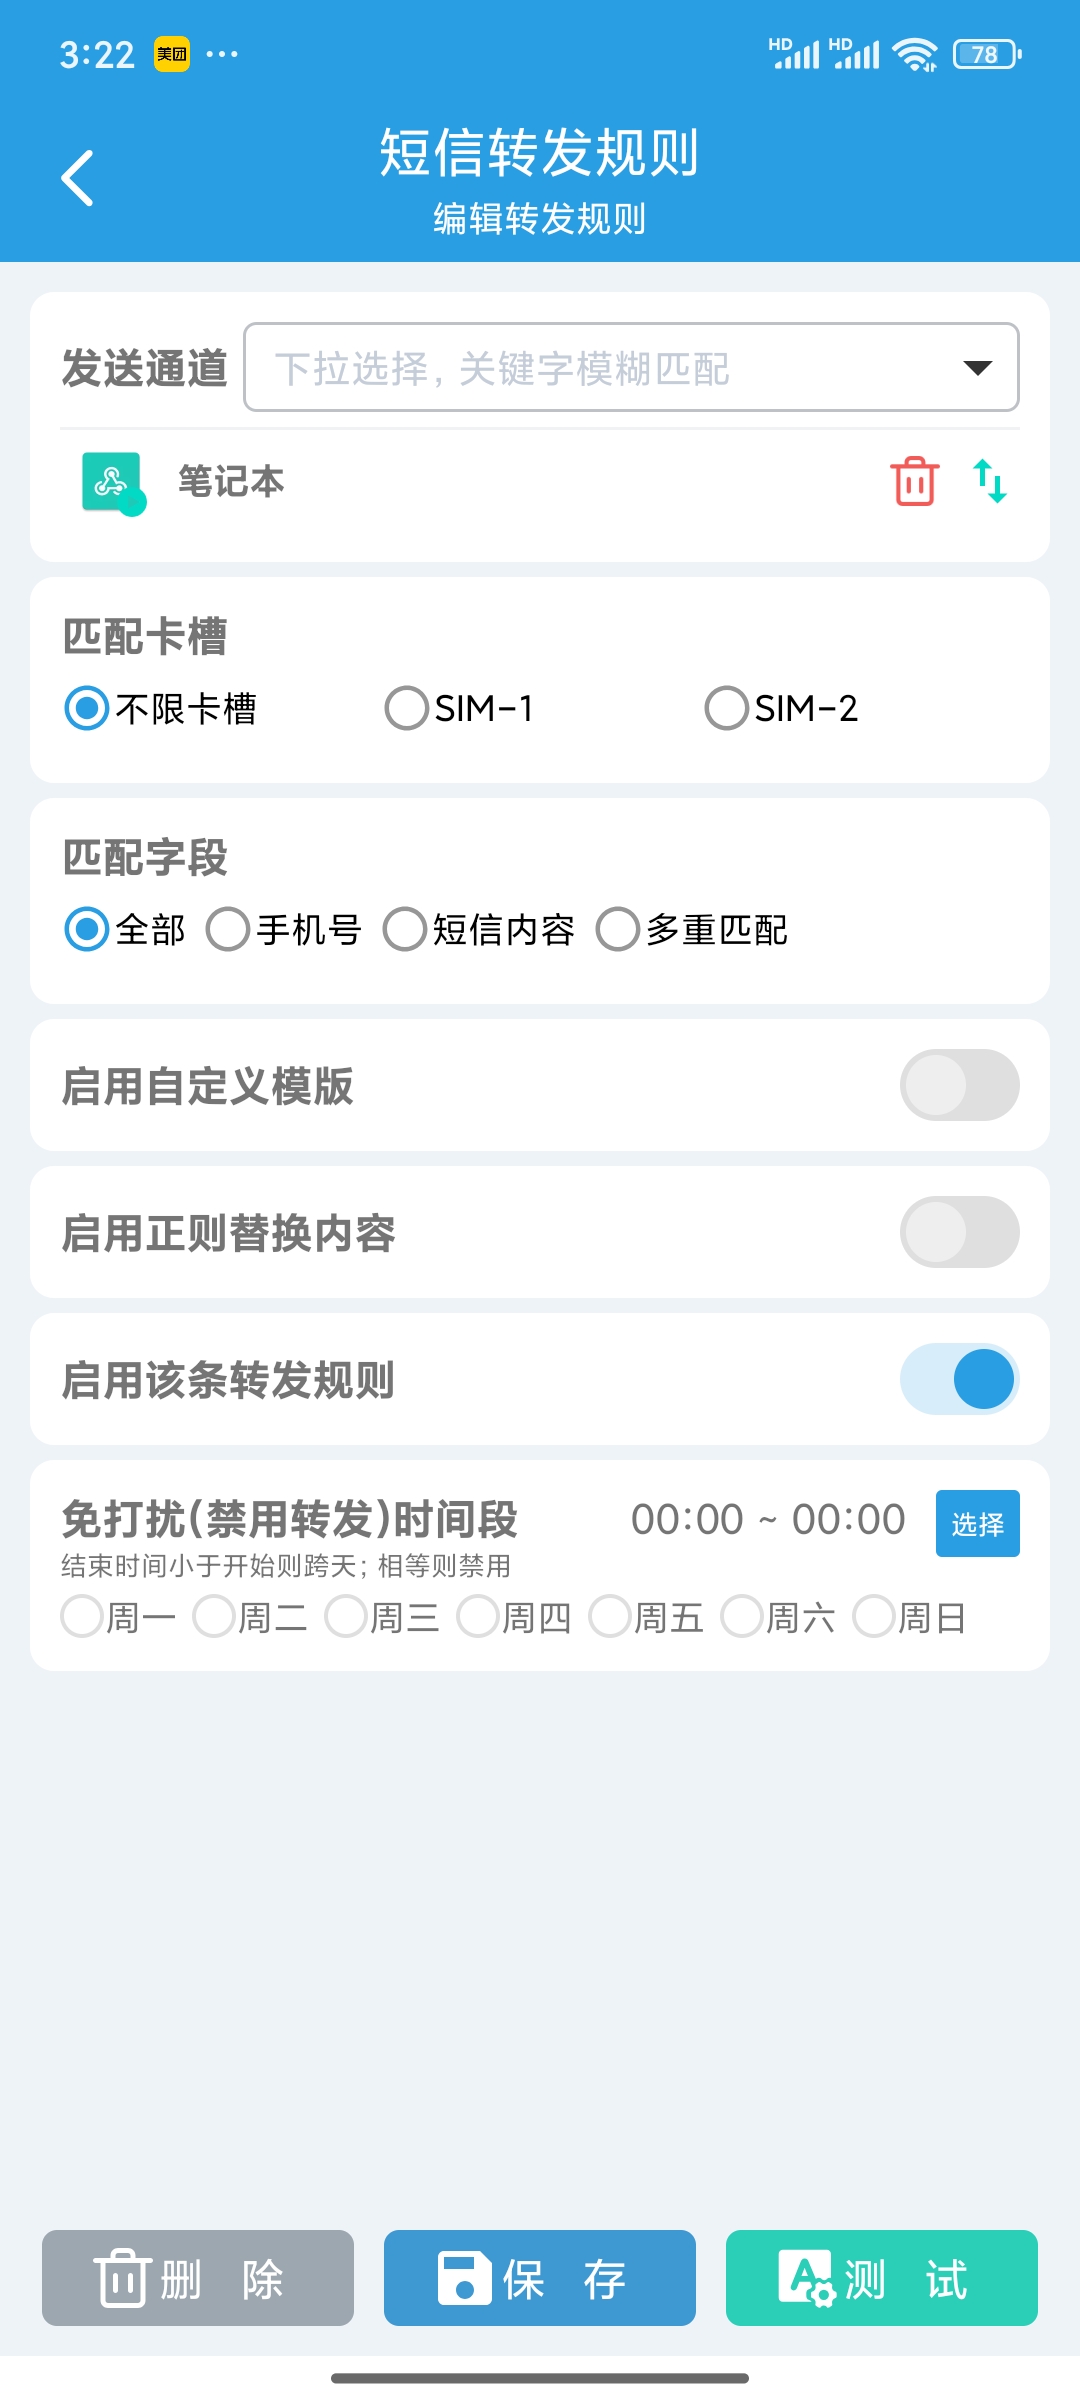 3:22 美团 ··· HD HD 78
短信转发规则
编辑转发规则
发送通道 下拉选择, 关键字模糊匹配
笔记本
匹配卡槽
不限卡槽 SIM-1 SIM-2
匹配字段
全部 手机号 短信内容 多重匹配
启用自定义模版
启用正则替换内容
启用该条转发规则
免打扰(禁用转发)时间段 00:00 ~ 00:00 选择
结束时间小于开始则跨天; 相等则禁用
周一 周二 周三 周四 周五 周六 周日
删 除 保 存 测 试